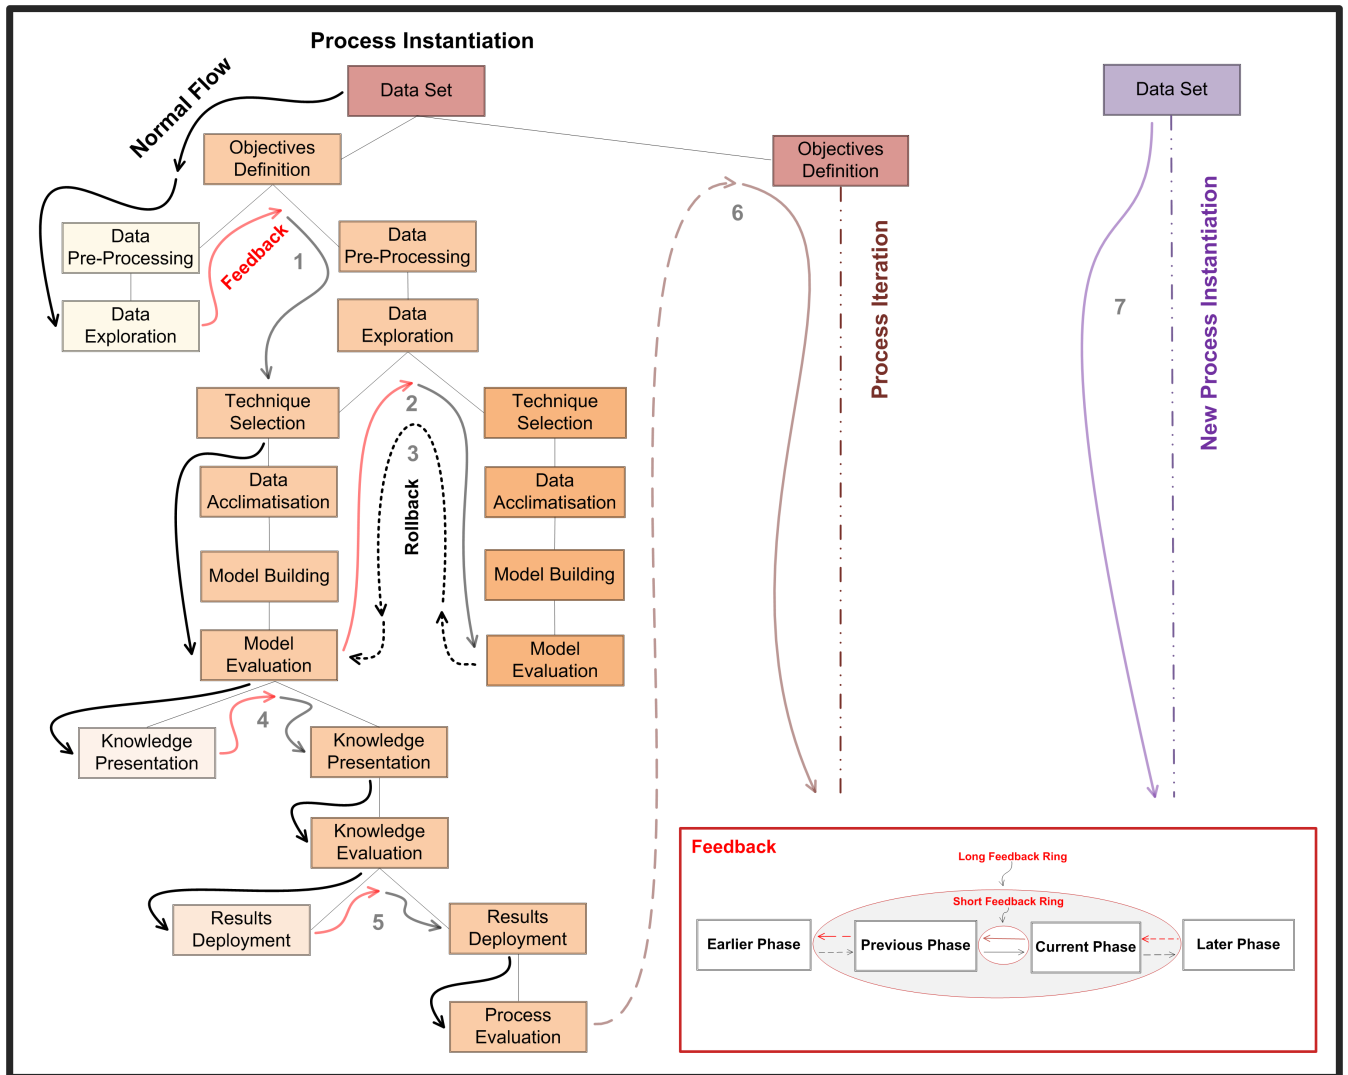 Process Instantiation
Normal Flow
Data Set
Data Set
Objectives
Definition
Objectives
Definition
Data
Pre-Processing
Feedback
1
Data
Pre-Processing
6
Process Iteration
New Process Instantiation
7
Data
Exploration
Data
Exploration
Technique
Selection
2
Technique
Selection
3
Rollback
Data
Acclimatisation
Data
Acclimatisation
Model Building
Model Building
Model
Evaluation
Model
Evaluation
4
Knowledge
Presentation
Knowledge
Presentation
Knowledge
Evaluation
Results
Deployment
5
Results
Deployment
Process
Evaluation
Feedback
Long Feedback Ring
Short Feedback Ring
Earlier Phase
Previous Phase
Current Phase
Later Phase